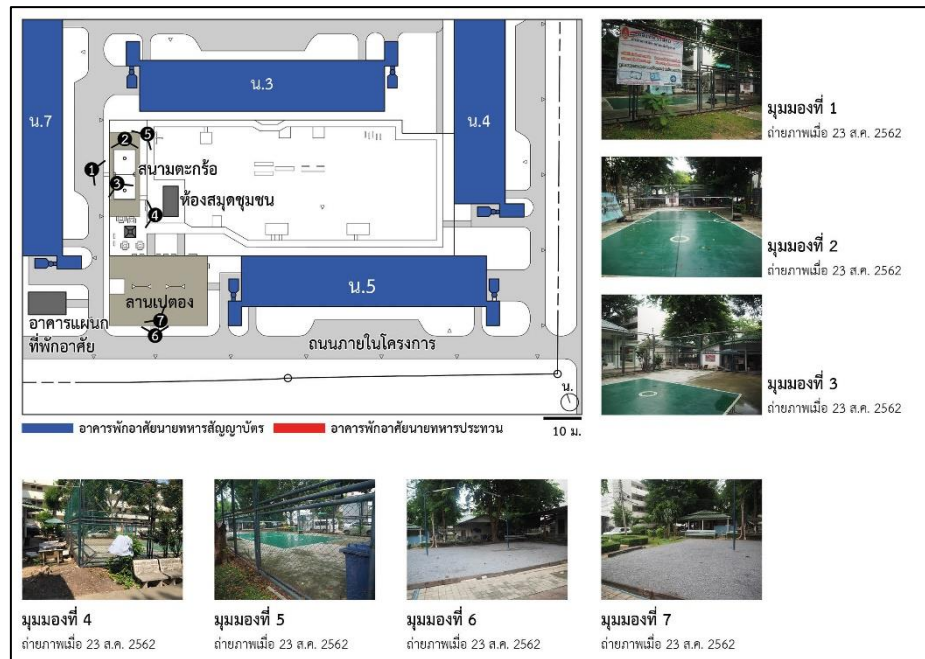 น.3
น.7
น.4
5
2
1
สนามตะกร้อ
3
ห้องสมุดชุมชน
4
น.5
ลานเปตอง
7
6
อาคารแผนก
ที่พักอาศัย
ถนนภายในโครงการ
น.
อาคารพักอาศัยนายทหารสัญญาบัตร
อาคารพักอาศัยนายทหารประทวน
10 ม.
มุมมองที่ 1
ถ่ายภาพเมื่อ 23 ส.ค. 2562
มุมมองที่ 2
ถ่ายภาพเมื่อ 23 ส.ค. 2562
มุมมองที่ 3
ถ่ายภาพเมื่อ 23 ส.ค. 2562
มุมมองที่ 4
ถ่ายภาพเมื่อ 23 ส.ค. 2562
มุมมองที่ 5
ถ่ายภาพเมื่อ 23 ส.ค. 2562
มุมมองที่ 6
ถ่ายภาพเมื่อ 23 ส.ค. 2562
มุมมองที่ 7
ถ่ายภาพเมื่อ 23 ส.ค. 2562